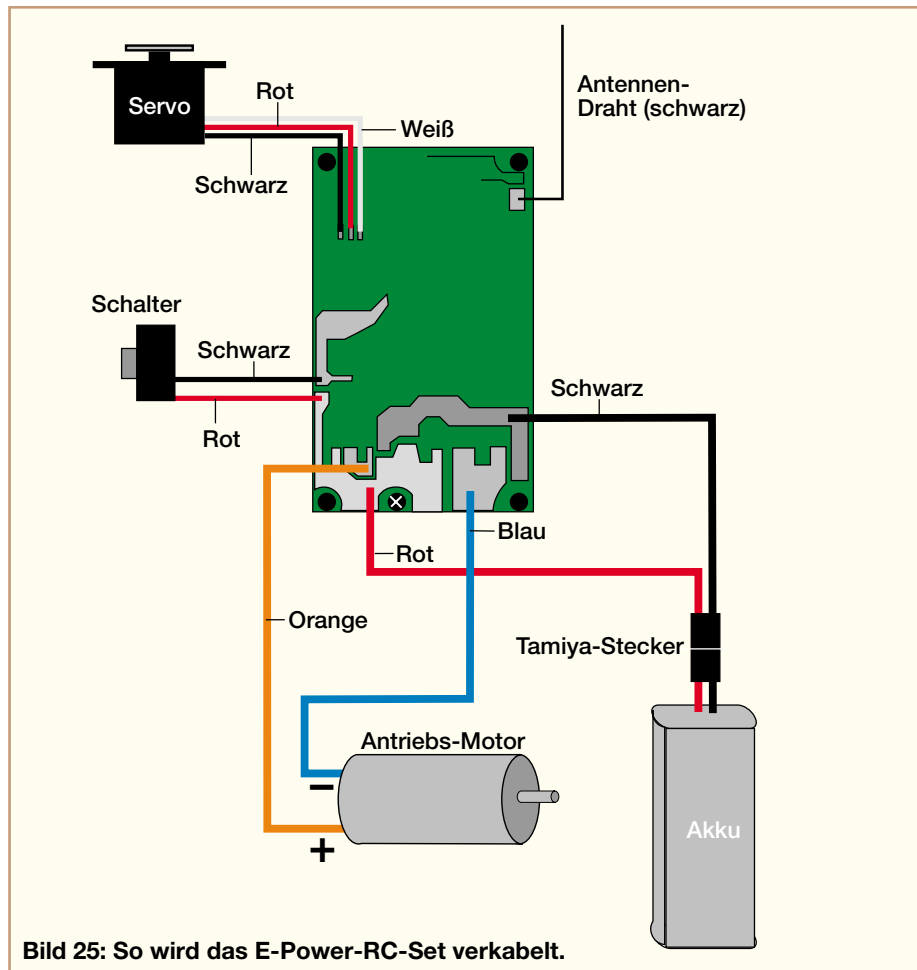 Servo
Rot
Weiß
Schwarz
Antennen-
Draht (schwarz)
Schalter
Schwarz
Rot
Schwarz
Blau
Rot
Orange
Tamiya-Stecker
Antriebs-Motor
−
+
Akku
Bild 25: So wird das E-Power-RC-Set verkabelt.